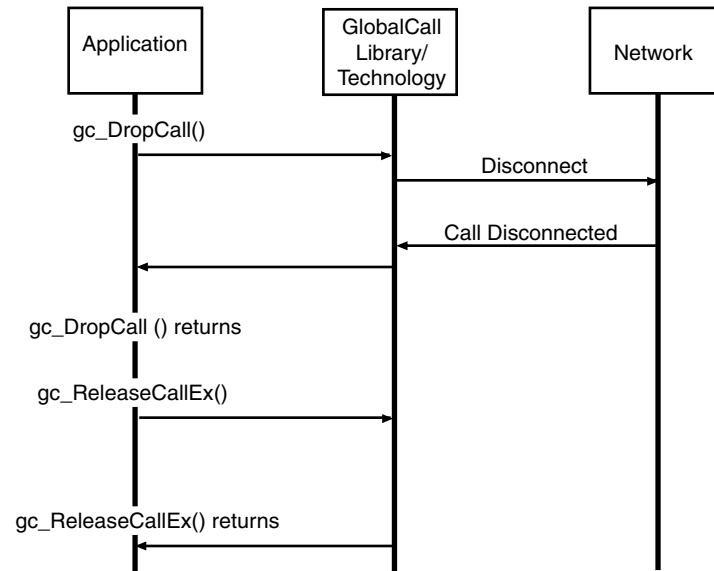 Application
GlobalCall
Library/
Technology
Network
gc_DropCall()
Disconnect
Call Disconnected
gc_DropCall () returns
gc_ReleaseCallEx()
gc_ReleaseCallEx() returns